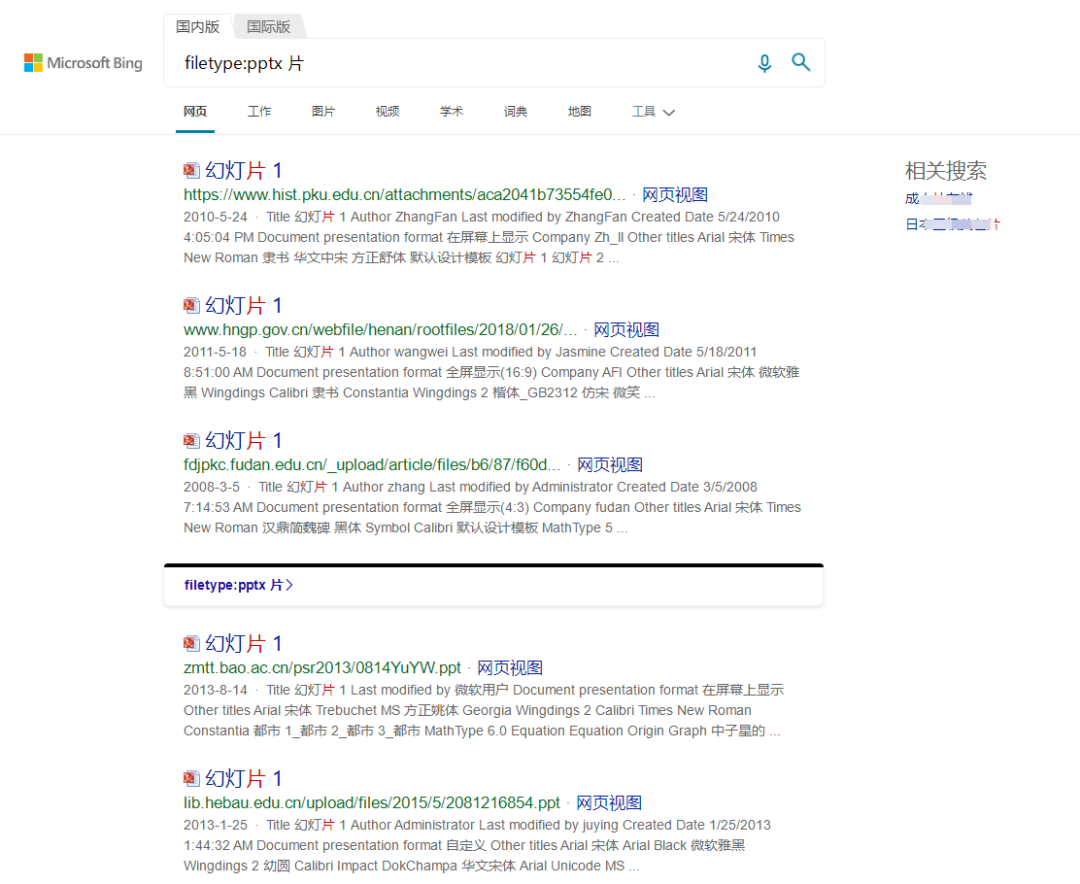 国内版 国际版
Microsoft Bing
filetype:pptx 片
网页 工作 图片 视频 学术 词典 地图 工具
幻灯片 1
https://www.hist.pku.edu.cn/attachments/aca2041b73554fe0... · 网页视图
2010-5-24 · Title 幻灯片 1 Author ZhangFan Last modified by ZhangFan Created Date 5/24/2010
4:05:04 PM Document presentation format 在屏幕上显示 Company Zh_ll Other titles Arial 宋体 Times
New Roman 隶书 华文中宋 方正舒体 默认设计模板 幻灯片 1 幻灯片 2 ...
幻灯片 1
www.hngp.gov.cn/webfile/henan/rootfiles/2018/01/26/... · 网页视图
2011-5-18 · Title 幻灯片 1 Author wangwei Last modified by Jasmine Created Date 5/18/2011
8:51:00 AM Document presentation format 全屏显示(16:9) Company AFI Other titles Arial 宋体 微软雅
黑 Wingdings Calibri 隶书 Constantia Wingdings 2 楷体_GB2312 仿宋 微笑 ...
幻灯片 1
fdjpkc.fudan.edu.cn/_upload/article/files/b6/87/f60d... · 网页视图
2008-3-5 · Title 幻灯片 1 Author zhang Last modified by Administrator Created Date 3/5/2008
7:14:53 AM Document presentation format 全屏显示(4:3) Company fudan Other titles Arial 宋体 Times
New Roman 汉鼎简魏碑 黑体 Symbol Calibri 默认设计模板 MathType 5 ...
filetype:pptx 片
幻灯片 1
zmtt.bao.ac.cn/psr2013/0814YuYW.ppt · 网页视图
2013-8-14 · Title 幻灯片 1 Last modified by 微软用户 Document presentation format 在屏幕上显示
Other titles Arial 宋体 Trebuchet MS 方正姚体 Georgia Wingdings 2 Calibri Times New Roman
Constantia 都市 1_都市 2_都市 3_都市 MathType 6.0 Equation Equation Origin Graph 中子星的 ...
幻灯片 1
lib.hebau.edu.cn/upload/files/2015/5/2081216854.ppt · 网页视图
2013-1-25 · Title 幻灯片 1 Author Administrator Last modified by juying Created Date 1/25/2013
1:44:32 AM Document presentation format 自定义 Other titles Arial 宋体 Arial Black 微软雅黑
Wingdings 2 幼圆 Calibri Impact DokChampa 华文宋体 Arial Unicode MS ...
相关搜索
成
日本 片